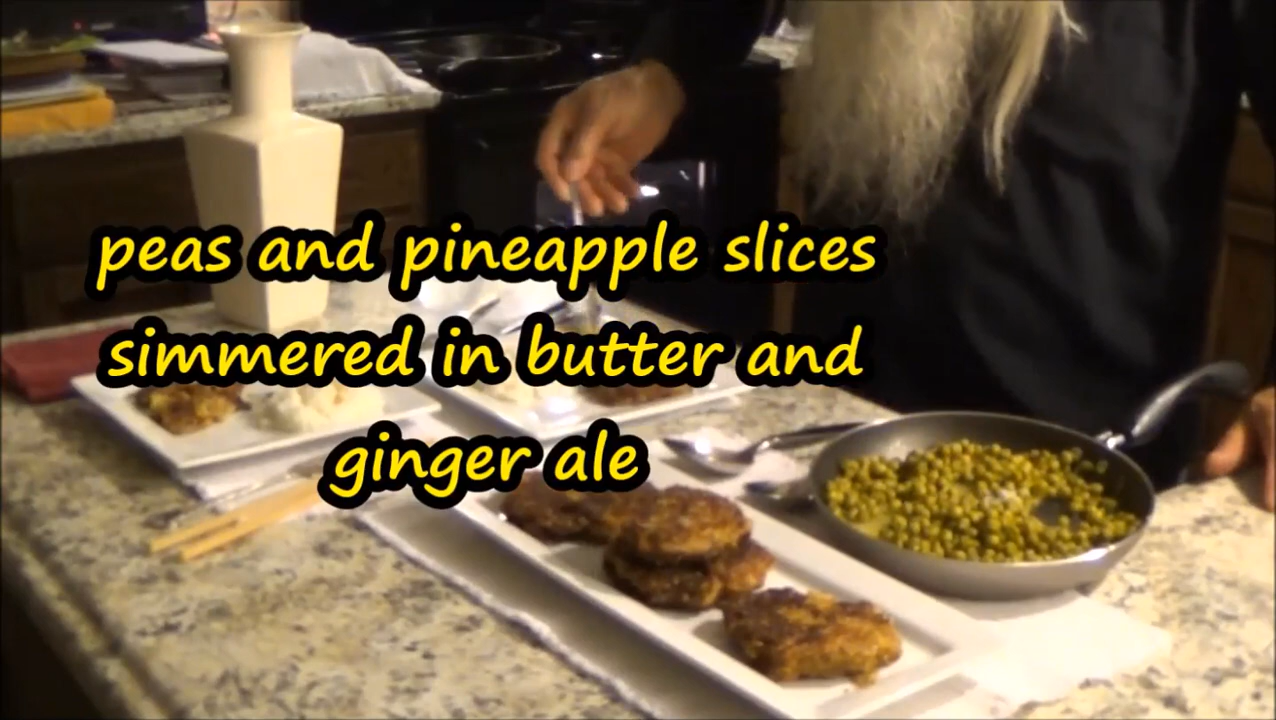 peas and pineapple slices
simmered in butter and
ginger ale